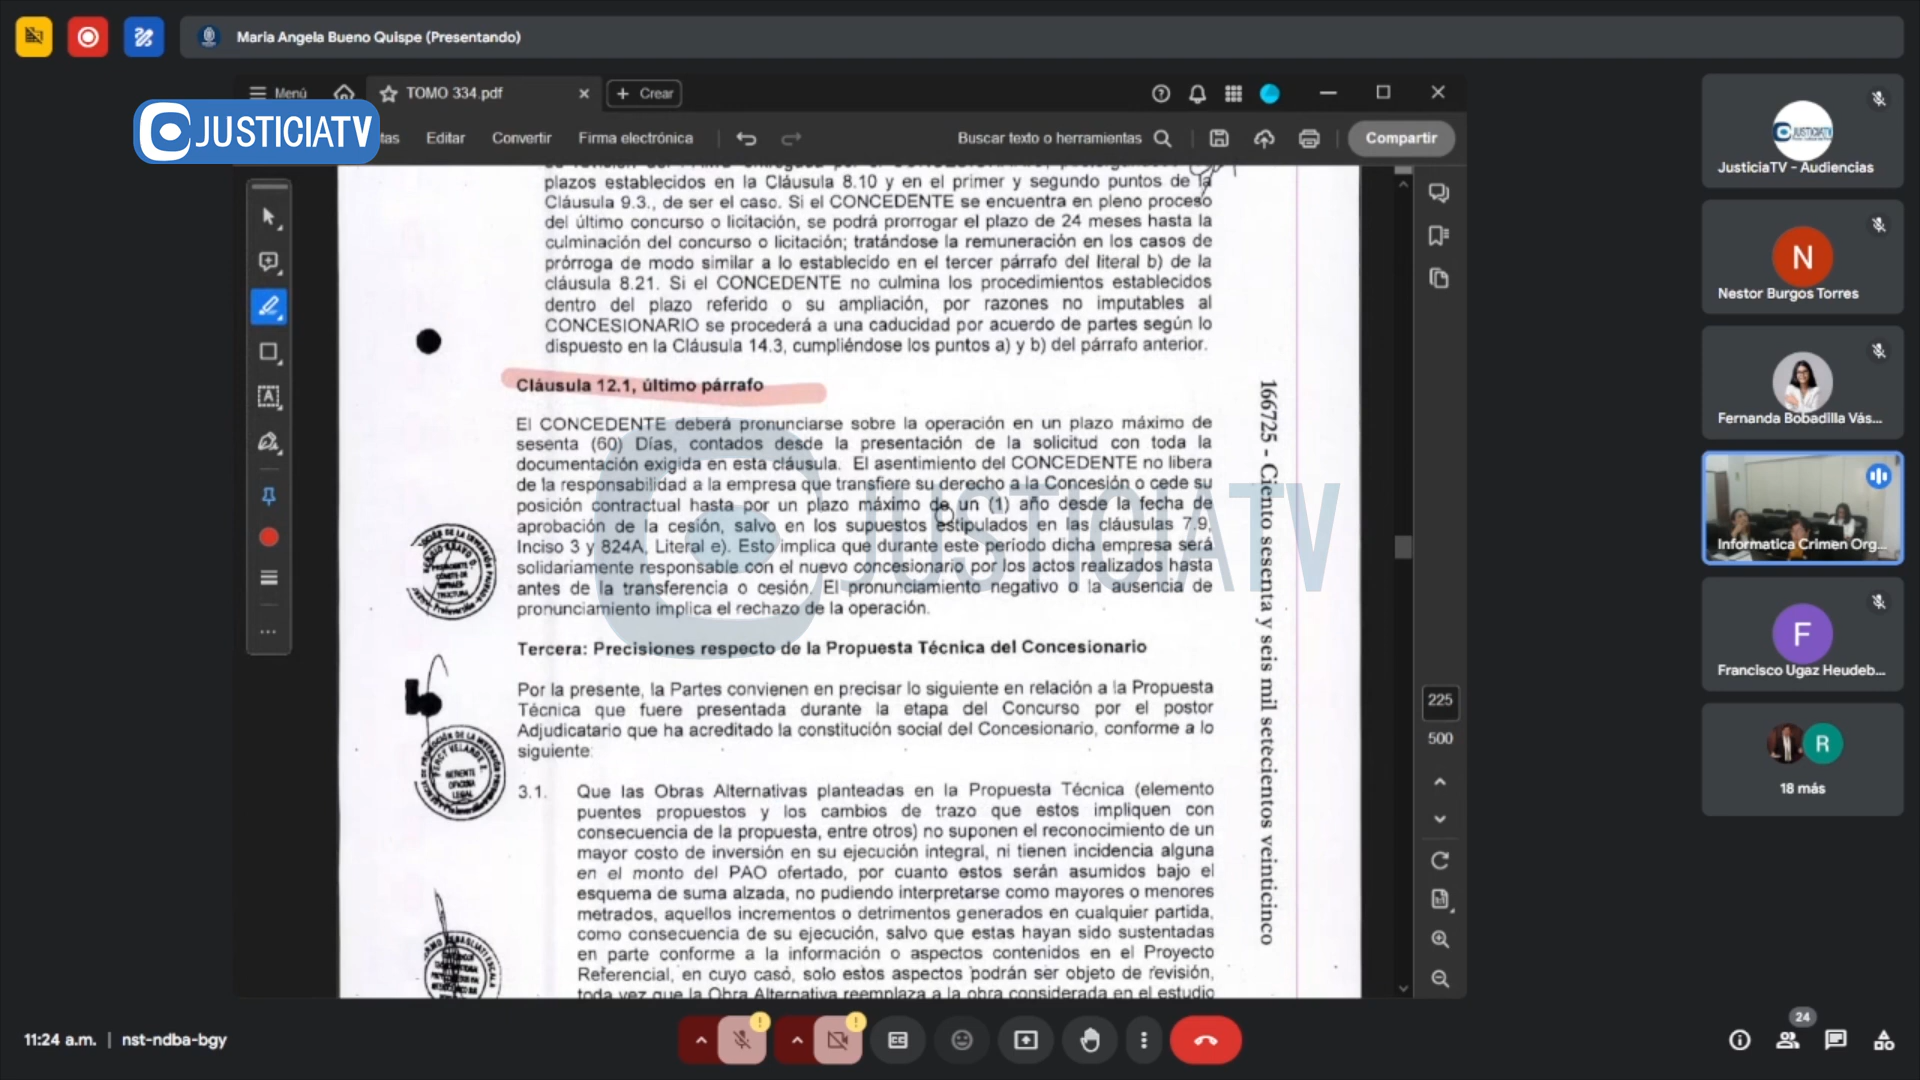 Maria Angela Bueno Quispe (Presentando)
Menú
TOMO 334.pdf
Crear
JUSTICIATV
tas
Editar
Convertir
Firma electrónica
Buscar texto o herramientas
Compartir
plazos establecidos en la Cláusula 8.10 y en el primer y segundo puntos de la
Cláusula 9.3., de ser el caso. Si el CONCEDENTE se encuentra en pleno proceso
del último concurso o licitación, se podrá prorrogar el plazo de 24 meses hasta la
culminación del concurso o licitación; tratándose la remuneración en los casos de
prórroga de modo similar a lo establecido en el tercer párrafo del literal b) de la
cláusula 8.21. Si el CONCEDENTE no culmina los procedimientos establecidos
dentro del plazo referido o su ampliación, por razones no imputables al
CONCESIONARIO se procederá a una caducidad por acuerdo de partes según lo
dispuesto en la Cláusula 14.3, cumpliéndose los puntos a) y b) del párrafo anterior.
Cláusula 12.1, último párrafo
El CONCEDENTE deberá pronunciarse sobre la operación en un plazo máximo de
sesenta (60) Días, contados desde la presentación de la solicitud con toda la
documentación exigida en esta cláusula. El asentimiento del CONCEDENTE no libera
de la responsabilidad a la empresa que transfiere su derecho a la Concesión o cede su
posición contractual hasta por un plazo máximo de un (1) año desde la fecha de
aprobación de la cesión, salvo en los supuestos estipulados en las cláusulas 7.9,
Inciso 3 y 824A, Literal e). Esto implica que durante este período dicha empresa será
solidariamente responsable con el nuevo concesionario por los actos realizados hasta
antes de la transferencia o cesión. El pronunciamiento negativo o la ausencia de
pronunciamiento implica el rechazo de la operación.
Tercera: Precisiones respecto de la Propuesta Técnica del Concesionario
Por la presente, la Partes convienen en precisar lo siguiente en relación a la Propuesta
Técnica que fuere presentada durante la etapa del Concurso por el postor
Adjudicatario que ha acreditado la constitución social del Concesionario, conforme a lo
siguiente:
3.1. Que las Obras Alternativas planteadas en la Propuesta Técnica (elemento
puentes propuestos y los cambios de trazo que estos impliquen con
consecuencia de la propuesta, entre otros) no suponen el reconocimiento de un
mayor costo de inversión en su ejecución integral, ni tienen incidencia alguna
en el monto del PAO ofertado, por cuanto estos serán asumidos bajo el
esquema de suma alzada, no pudiendo interpretarse como mayores o menores
metrados, aquellos incrementos o detrimentos generados en cualquier partida,
como consecuencia de su ejecución, salvo que estas hayan sido sustentadas
en parte conforme a la información o aspectos contenidos en el Proyecto
Referencial, en cuyo caso, solo estos aspectos podrán ser objeto de revisión,
toda vez que la Obra Alternativa reemplaza a la obra considerada en el estudio
166725 - Ciento sesenta y seis mil setecientos veinticinco
JUSTICIATV
225
500
JUSTICIATV
JusticiaTV - Audiencias
N
Nestor Burgos Torres
Fernanda Bobadilla Vás...
Informatica Crimen Org...
F
Francisco Ugaz Heudeb...
R
18 más
11:24 a.m. | nst-ndba-bgy
24